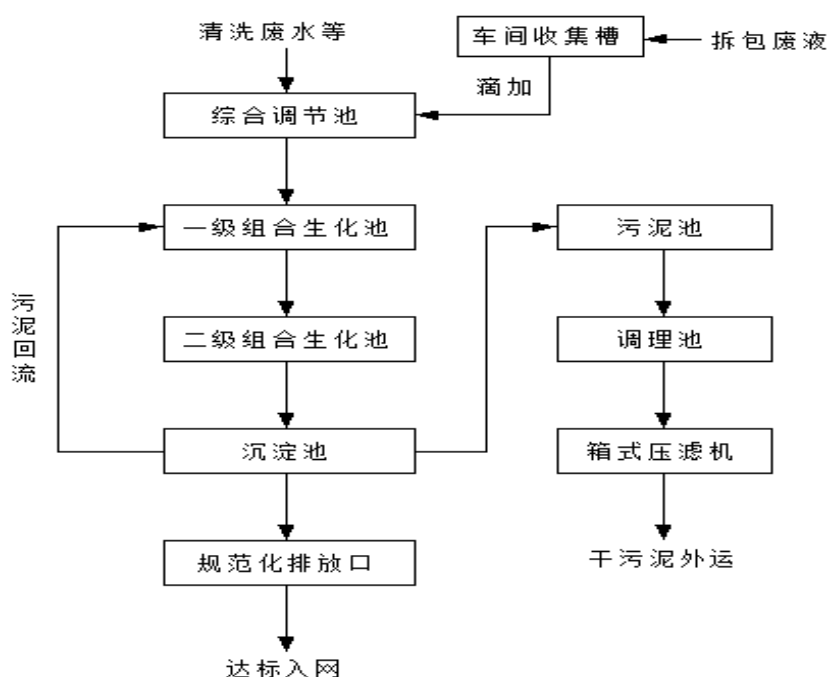 清洗废水等
车间收集槽
拆包废液
滴加
综合调节池
一级组合生化池
污泥池
污泥回流
二级组合生化池
调理池
沉淀池
箱式压滤机
规范化排放口
干污泥外运
达标入网